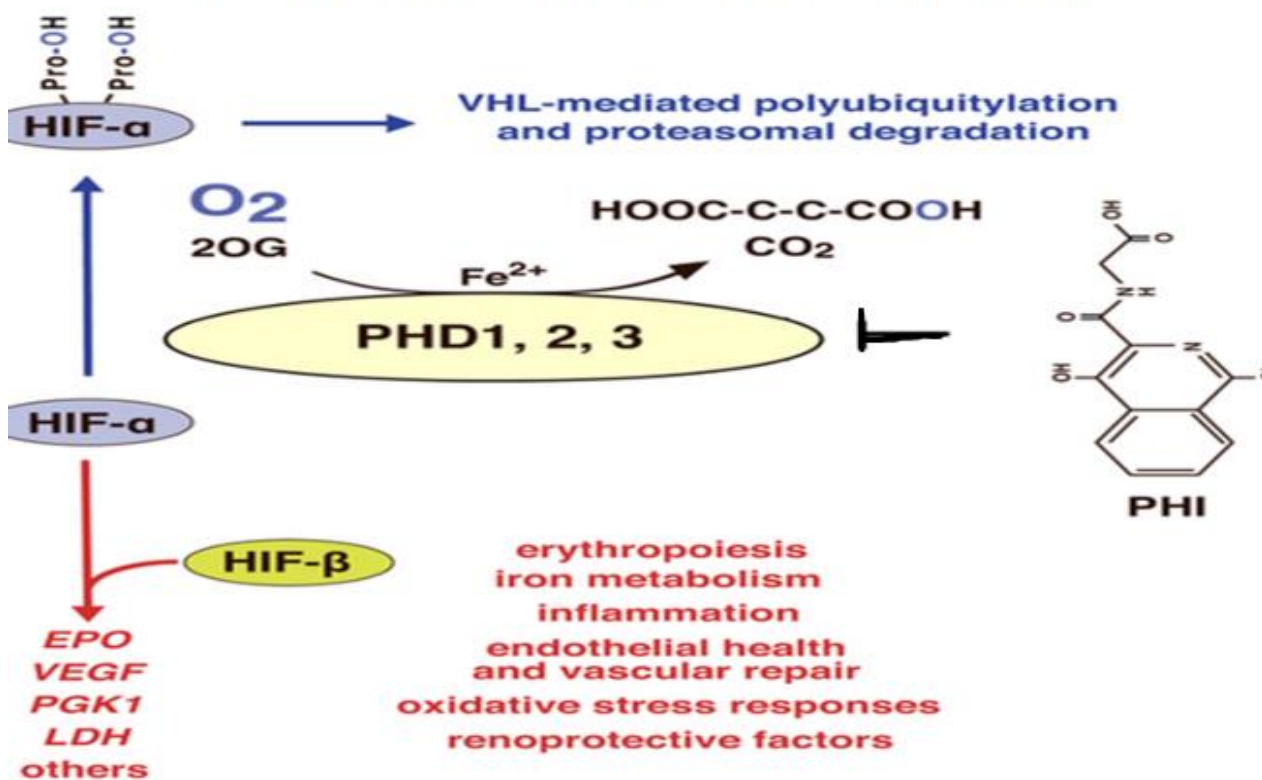 Pro-OH
Pro-OH
HIF-α
VHL-mediated polyubiquitylation
and proteasomal degradation
O2
2OG
Fe2+
HOOC-C-C-COOH
CO2
PHD1, 2, 3
HIF-α
HIF-β
EPO
VEGF
PGK1
LDH
others
erythropoiesis
iron metabolism
inflammation
endothelial health
and vascular repair
oxidative stress responses
renoprotective factors
OH
O
N H
O
N
OH
PHI